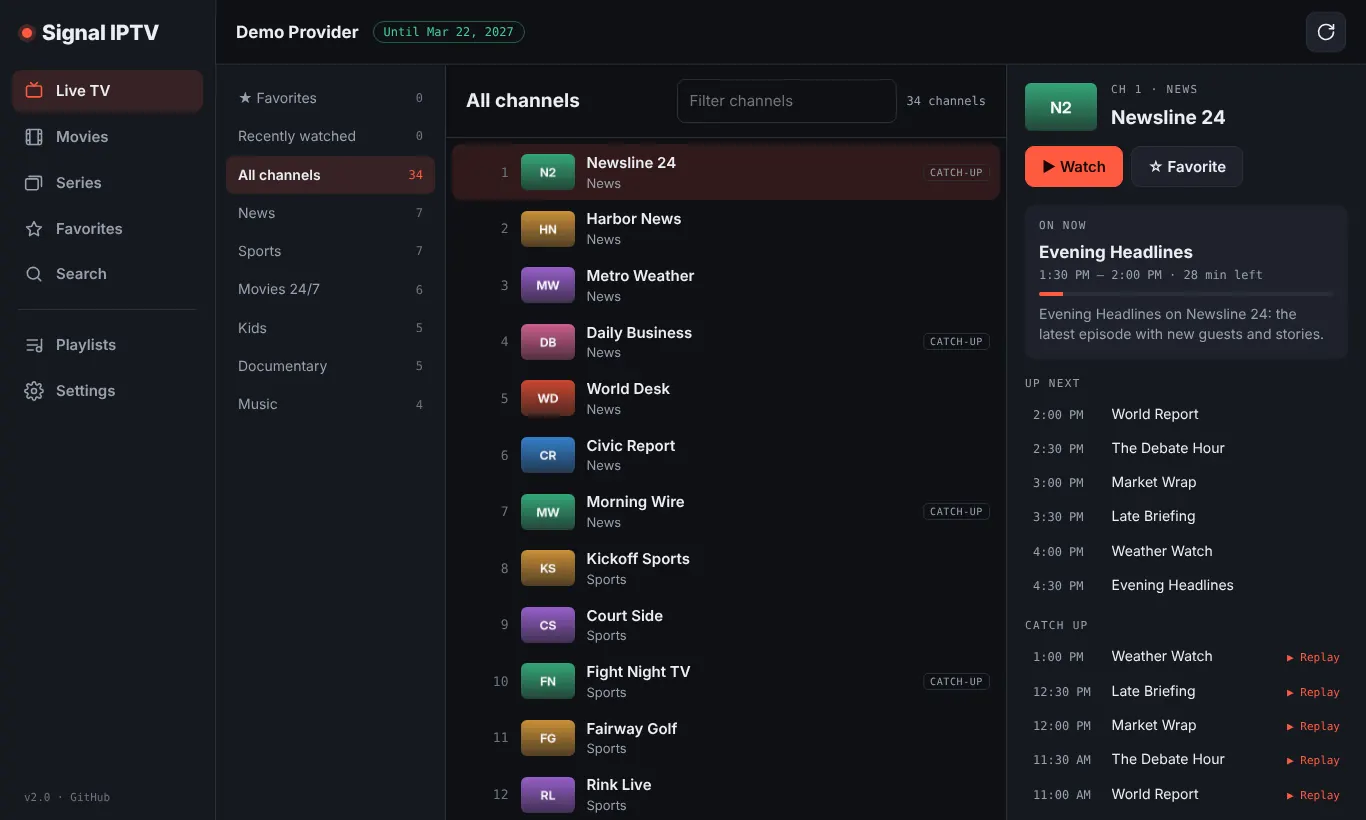 Signal IPTV
Live TV
Movies
Series
Favorites
Search
Playlists
Settings
v2.0 · GitHub
Demo Provider
Until Mar 22, 2027
★ Favorites 0
Recently watched 0
All channels 34
News 7
Sports 7
Movies 24/7 6
Kids 5
Documentary 5
Music 4
All channels
Filter channels
34 channels
1 N2 Newsline 24 CATCH-UP
News
2 HN Harbor News
News
3 MW Metro Weather
News
4 DB Daily Business CATCH-UP
News
5 WD World Desk
News
6 CR Civic Report
News
7 MW Morning Wire CATCH-UP
News
8 KS Kickoff Sports
Sports
9 CS Court Side
Sports
10 FN Fight Night TV CATCH-UP
Sports
11 FG Fairway Golf
Sports
12 RL Rink Live
Sports
N2
CH 1 · NEWS
Newsline 24
▶ Watch
☆ Favorite
ON NOW
Evening Headlines
1:30 PM – 2:00 PM · 28 min left
Evening Headlines on Newsline 24: the
latest episode with new guests and stories.
UP NEXT
2:00 PM World Report
2:30 PM The Debate Hour
3:00 PM Market Wrap
3:30 PM Late Briefing
4:00 PM Weather Watch
4:30 PM Evening Headlines
CATCH UP
1:00 PM Weather Watch ▶ Replay
12:30 PM Late Briefing ▶ Replay
12:00 PM Market Wrap ▶ Replay
11:30 AM The Debate Hour ▶ Replay
11:00 AM World Report ▶ Replay